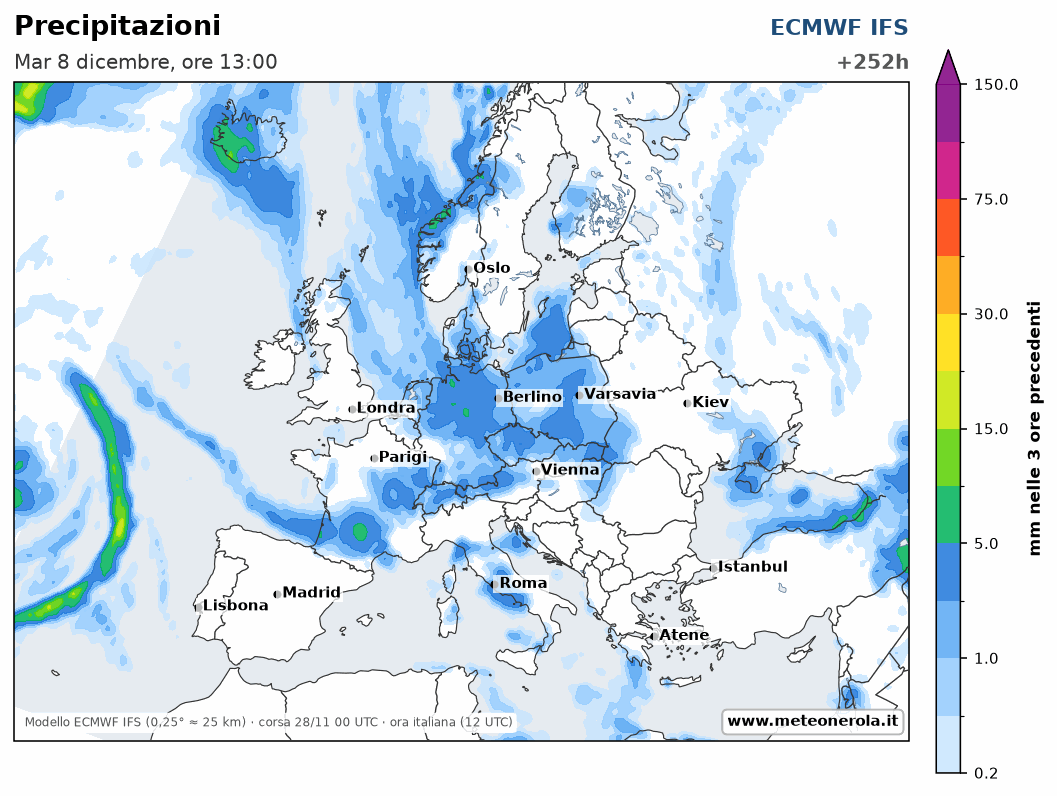 Precipitazioni
ECMWF IFS
Mar 8 dicembre, ore 13:00
+252h
150.0
75.0
30.0
15.0
5.0
1.0
0.2
mm nelle 3 ore precedenti
Oslo
Berlino
Varsavia
Kiev
Londra
Parigi
Vienna
Istanbul
Roma
Madrid
Lisbona
Atene
Modello ECMWF IFS (0,25° ≈ 25 km) · corsa 28/11 00 UTC · ora italiana (12 UTC)
www.meteonerola.it